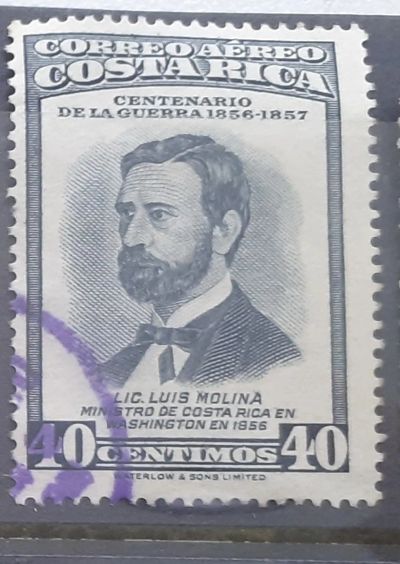 CORREO AÉREO
COSTA RICA
CENTENARIO
DE LA GUERRA 1856-1857
LIC. LUIS MOLINA
MINISTRO DE COSTA RICA EN
WASHINGTON EN 1856
40 CENTIMOS 40
WATERLOW & SONS LIMITED